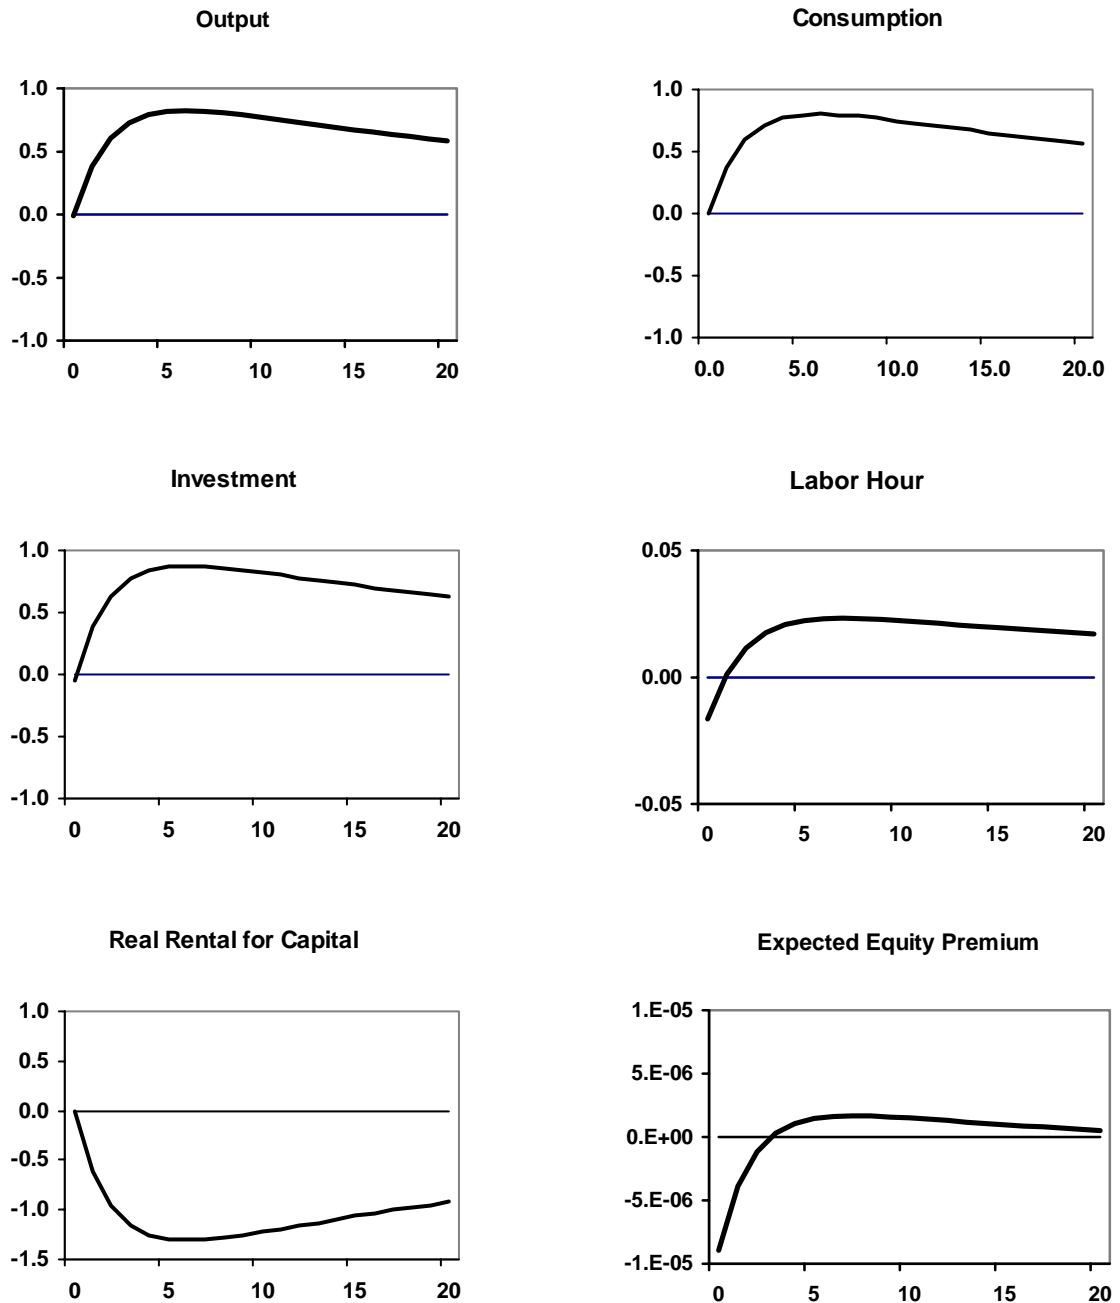 Output
1.0
0.5
0.0
-0.5
-1.0
0 5 10 15 20
Consumption
1.0
0.5
0.0
-0.5
-1.0
0.0 5.0 10.0 15.0 20.0
Investment
1.0
0.5
0.0
-0.5
-1.0
0 5 10 15 20
Labor Hour
0.05
0.00
-0.05
0 5 10 15 20
Real Rental for Capital
1.0
0.5
0.0
-0.5
-1.0
-1.5
0 5 10 15 20
Expected Equity Premium
1.E-05
5.E-06
0.E+00
-5.E-06
-1.E-05
0 5 10 15 20